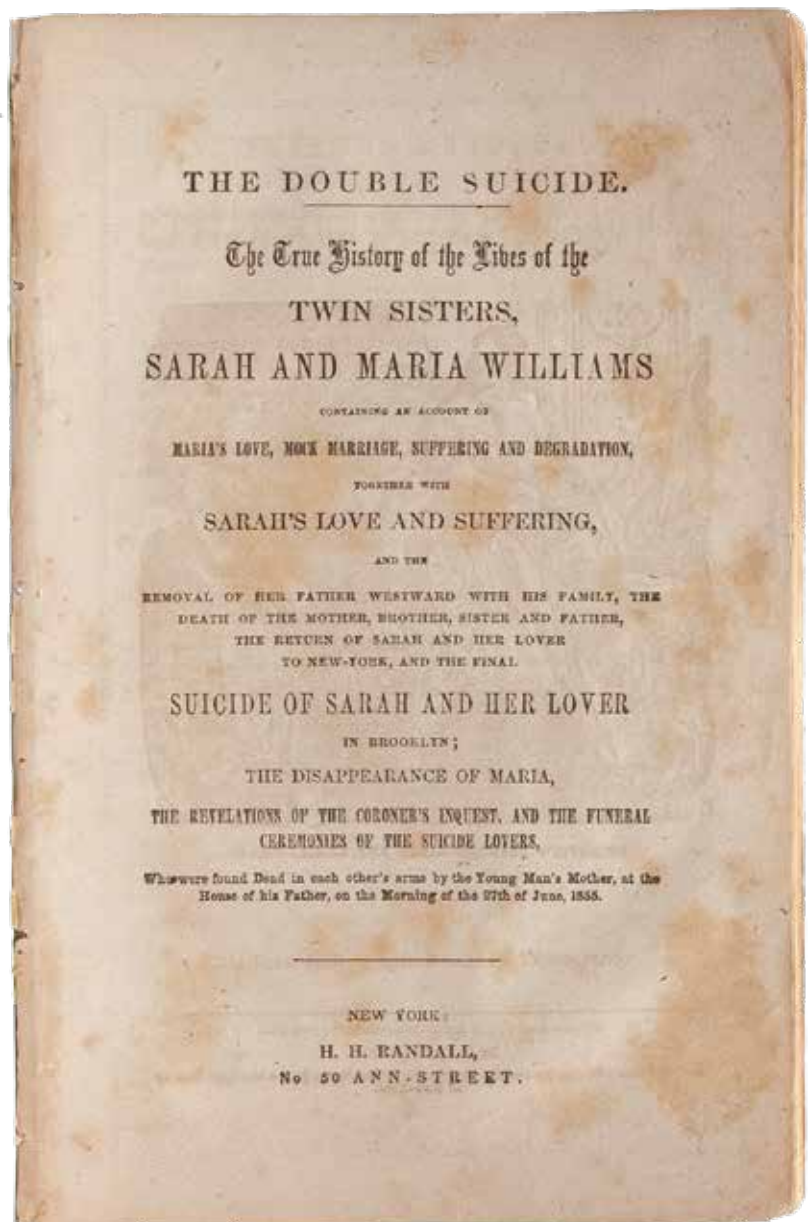 THE DOUBLE SUICIDE.
The True History of the Lives of the
TWIN SISTERS,
SARAH AND MARIA WILLIAMS
CONTAINING AN ACCOUNT OF
MARIA'S LOVE, MOCK MARRIAGE, SUFFERING AND DEGRADATION,
TOGETHER WITH
SARAH'S LOVE AND SUFFERING,
AND THE
REMOVAL OF HER FATHER WESTWARD WITH HIS FAMILY, THE
DEATH OF THE MOTHER, BROTHER, SISTER AND FATHER,
THE RETURN OF SARAH AND HER LOVER
TO NEW-YORK, AND THE FINAL
SUICIDE OF SARAH AND HER LOVER
IN BROOKLYN;
THE DISAPPEARANCE OF MARIA,
THE REVELATIONS OF THE CORONER'S INQUEST, AND THE FUNERAL
CEREMONIES OF THE SUICIDE LOVERS,
Who were found Dead in each other's arms by the Young Man's Mother, at the
House of his Father, on the Morning of the 27th of June, 1855.
NEW YORK:
H. H. RANDALL,
No 50 ANN-STREET.